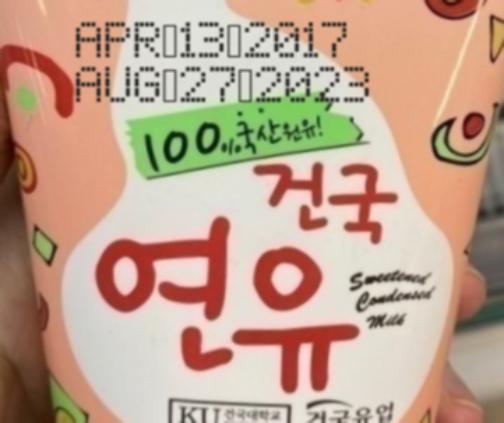 APR 13 2017
AUG 27 2023
100% 국산원유!
건국
연유
Sweetened
Condensed
Milk
KU 건국대학교 건국유업